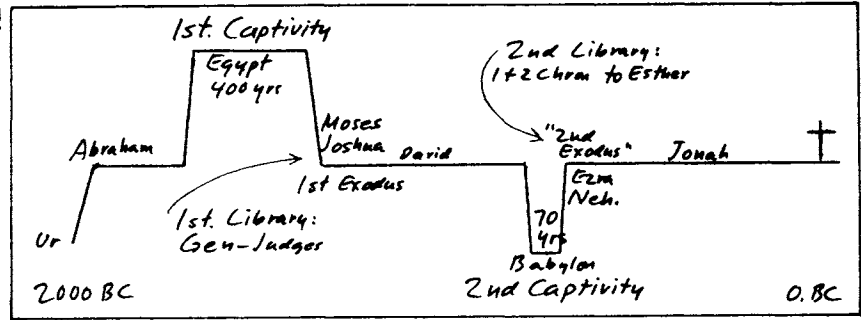 1st. Captivity
Egypt
400 yrs
2nd Library:
1+2 Chron to Esther
Abraham
Moses
Joshua
David
"2nd
Exodus"
Jonah
1st Exodus
Ezra
Neh.
1st. Library:
Gen-Judges
70
yrs
Ur
Babylon
2000 BC
2nd Captivity
0. BC